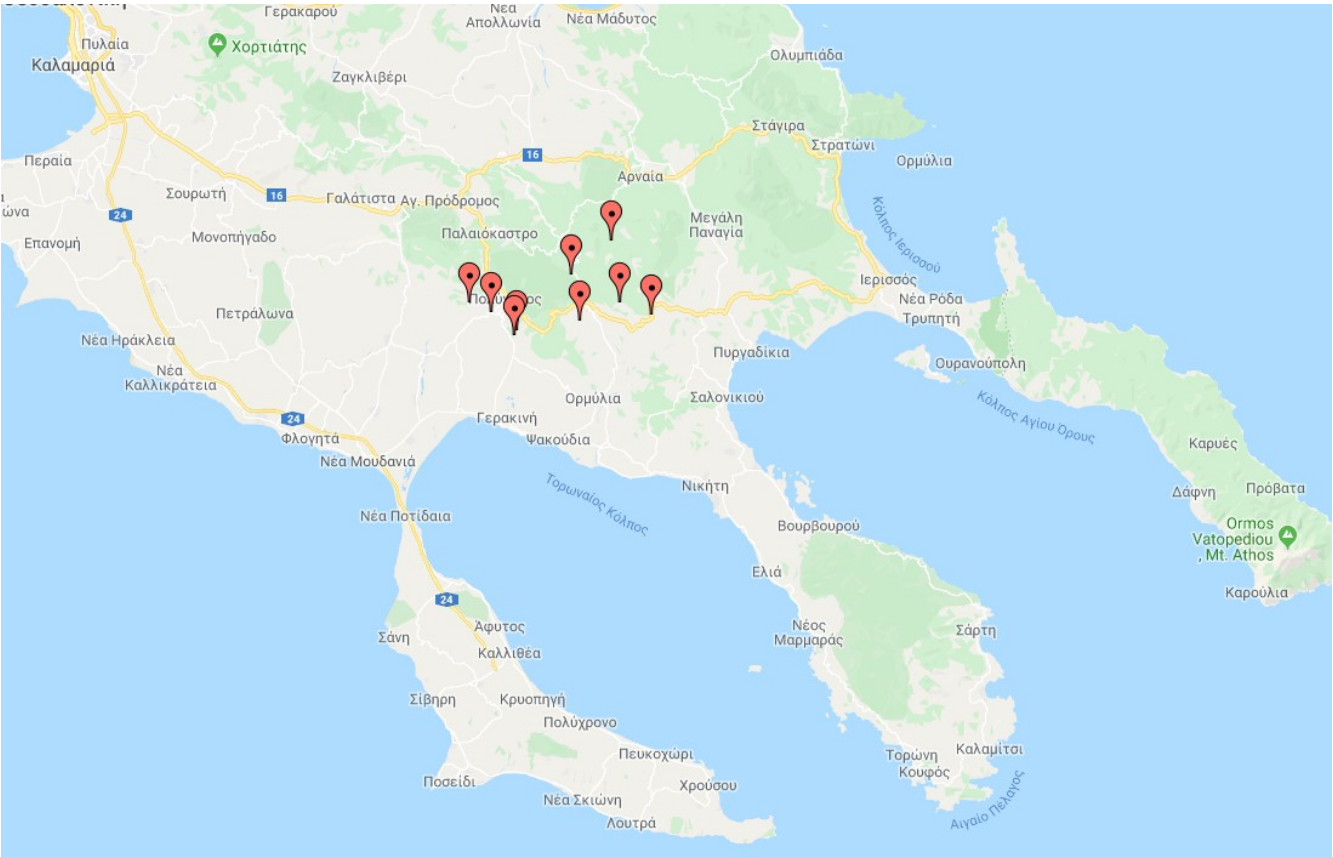 Γερακαρού
Νέα
Απολλωνία
Νέα Μάδυτος
Πυλαία
Χορτιάτης
Καλαμαριά
Ζαγκλιβέρι
Ολυμπιάδα
Στάγιρα
Στρατώνι
Περαία
16
Ορμύλια
Αρναία
Σουρωτή
16
Γαλάτιστα
Αγ. Πρόδρομος
24
Κόλπος Ιερισσού
Μεγάλη
Παναγία
Επανομή
Μονοπήγαδο
Παλαιόκαστρο
Ιερισσός
Νέα Ρόδα
Τρυπητή
Πετράλωνα
Νέα Ηράκλεια
Πυργαδίκια
Ουρανούπολη
Νέα
Καλλικράτεια
Ορμύλια
Σαλονικιού
Κόλπος Αγίου Όρους
24
Γερακινή
Φλογητά
Ψακούδια
Καρυές
Νέα Μουδανιά
Νικήτη
Τορωναίος Κόλπος
Δάφνη
Πρόβατα
Νέα Ποτίδαια
Βουρβουρού
Ormos
Vatopediou
, Mt. Athos
Ελιά
Καρούλια
24
Άφυτος
Νέος
Μαρμαράς
Σάρτη
Σάνη
Καλλιθέα
Σίβηρη
Κρυοπηγή
Πολύχρονο
Πευκοχώρι
Τορώνη
Καλαμίτσι
Κουφός
Ποσείδι
Χρούσου
Νέα Σκιώνη
Λουτρά
Αιγαίο Πέλαγος